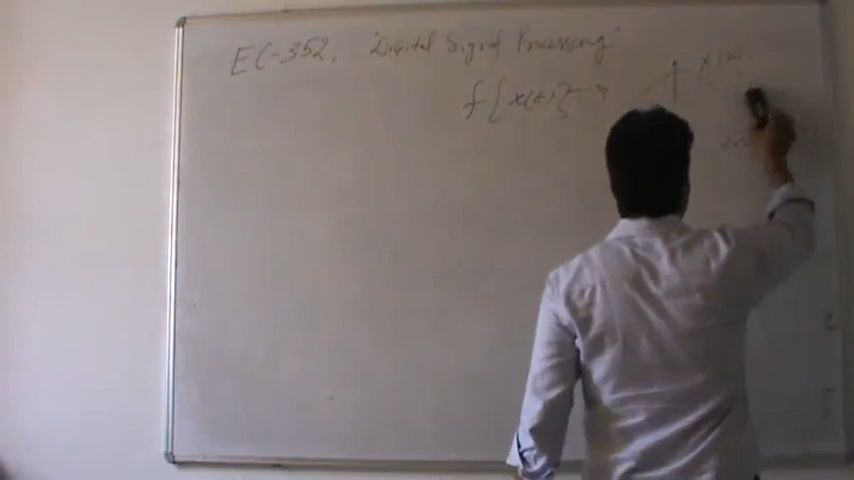 EC-352. "Digital Signal Processing"
f{x(t)}